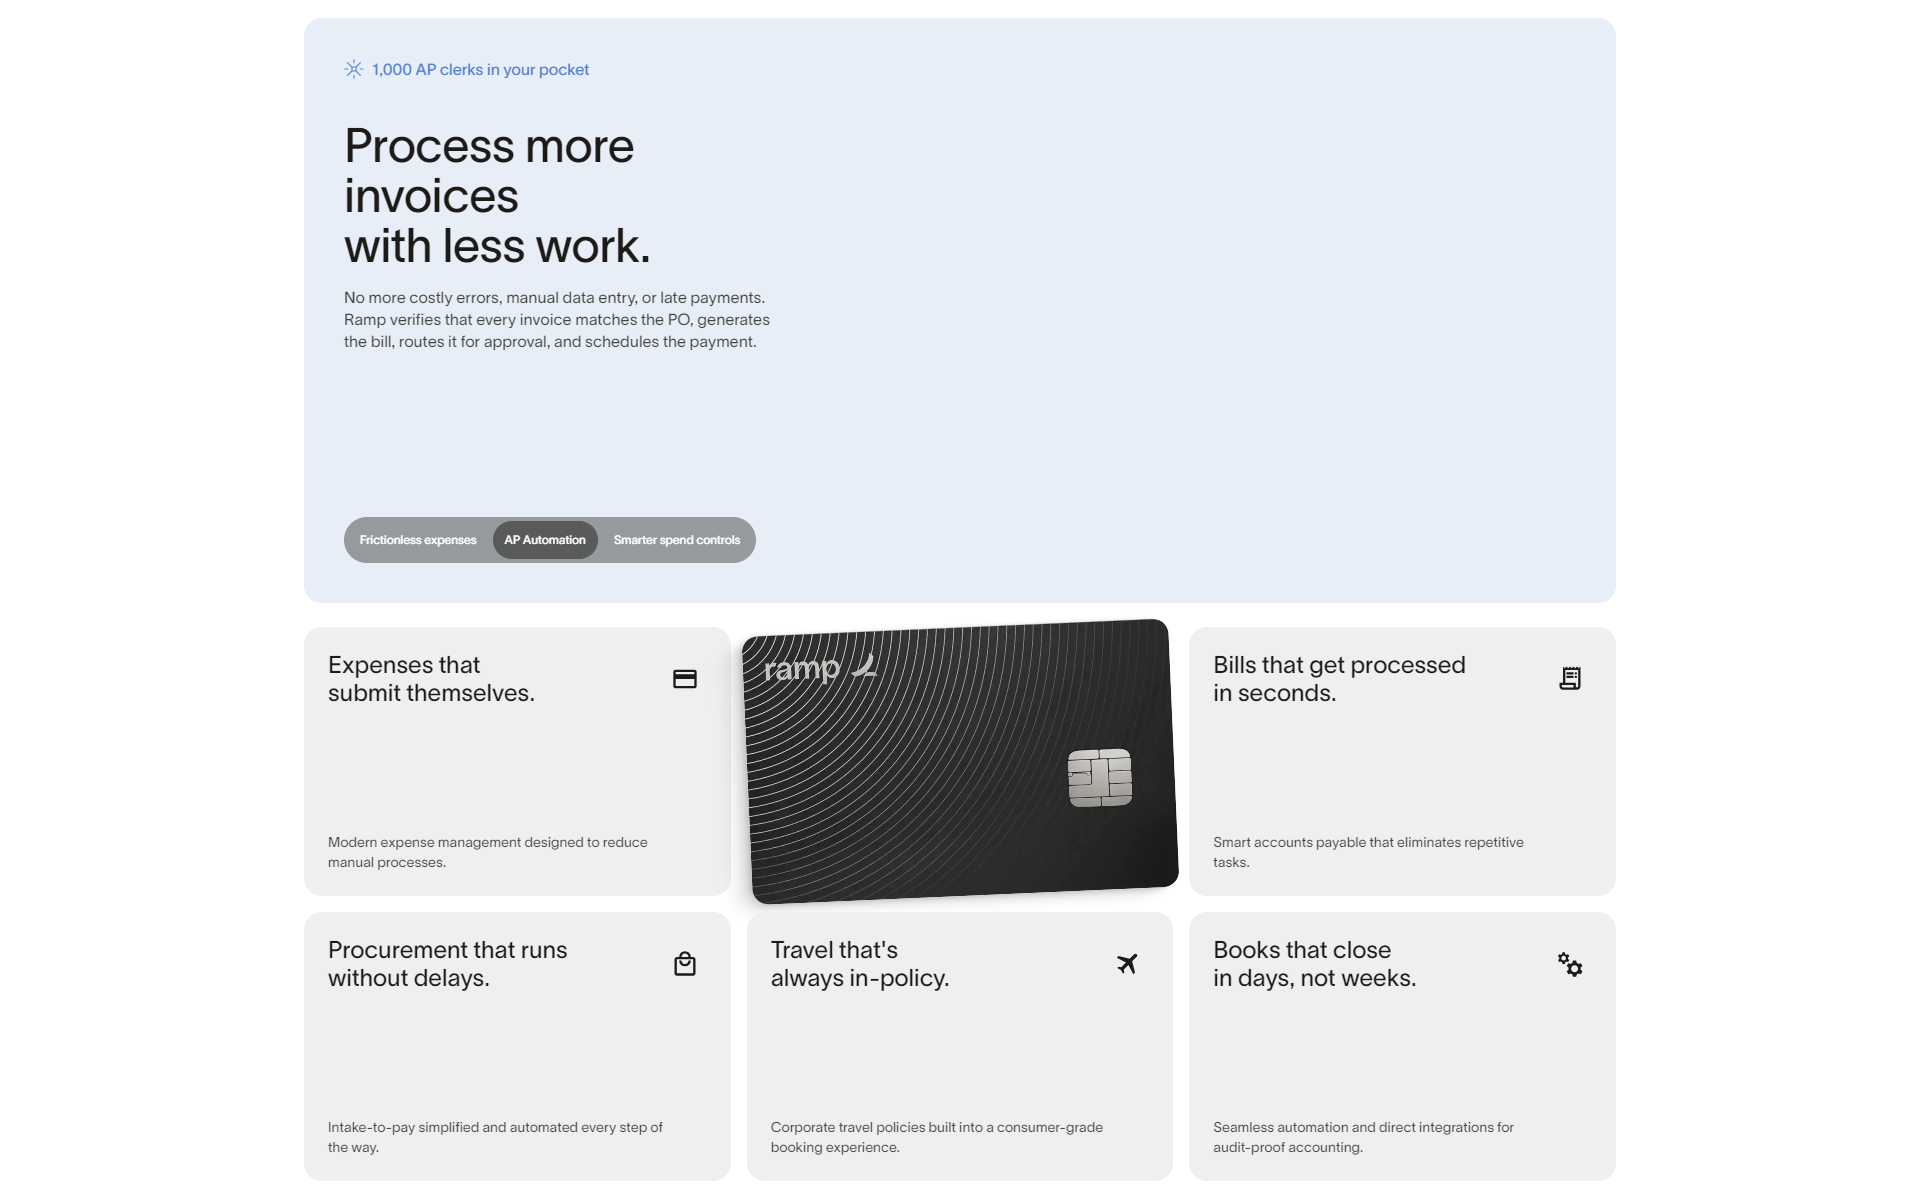 1,000 AP clerks in your pocket
Process more
invoices
with less work.
No more costly errors, manual data entry, or late payments.
Ramp verifies that every invoice matches the PO, generates
the bill, routes it for approval, and schedules the payment.
Frictionless expenses
AP Automation
Smarter spend controls
Expenses that
submit themselves.
Modern expense management designed to reduce
manual processes.
ramp
Bills that get processed
in seconds.
Smart accounts payable that eliminates repetitive
tasks.
Procurement that runs
without delays.
Intake-to-pay simplified and automated every step of
the way.
Travel that's
always in-policy.
Corporate travel policies built into a consumer-grade
booking experience.
Books that close
in days, not weeks.
Seamless automation and direct integrations for
audit-proof accounting.